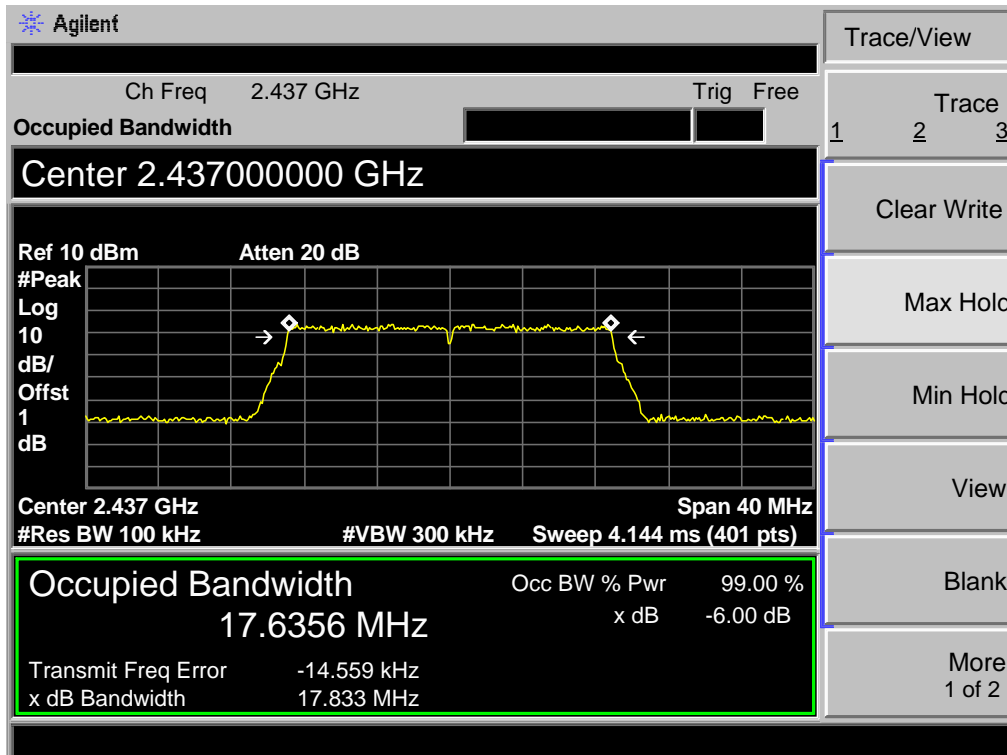 Agilent
Trace/View
Ch Freq 2.437 GHz Trig Free
Occupied Bandwidth
Trace
1 2 3
Center 2.437000000 GHz
Clear Write
Ref 10 dBm Atten 20 dB
#Peak
Log
10
dB/
Offst
1
dB
Max Hold
Min Hold
View
Center 2.437 GHz Span 40 MHz
#Res BW 100 kHz #VBW 300 kHz Sweep 4.144 ms (401 pts)
Occupied Bandwidth
17.6356 MHz
Occ BW % Pwr 99.00 %
x dB -6.00 dB
Blank
Transmit Freq Error -14.559 kHz
x dB Bandwidth 17.833 MHz
More
1 of 2